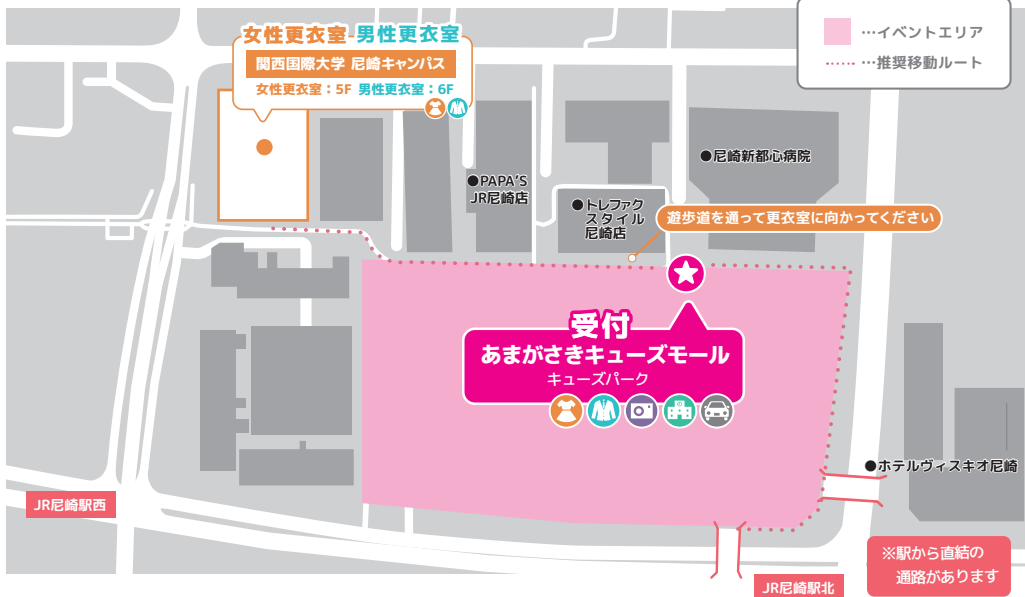 女性更衣室 男性更衣室
関西国際大学 尼崎キャンパス
女性更衣室：5F 男性更衣室：6F
…イベントエリア
…推奨移動ルート
●尼崎新都心病院
●PAPA'S
JR尼崎店
●トレファク
スタイル
尼崎店
遊歩道を通って更衣室に向かってください
受付
あまがさきキューズモール
キューズパーク
●ホテルヴィスキオ尼崎
JR尼崎駅西
※駅から直結の
通路があります
JR尼崎駅北